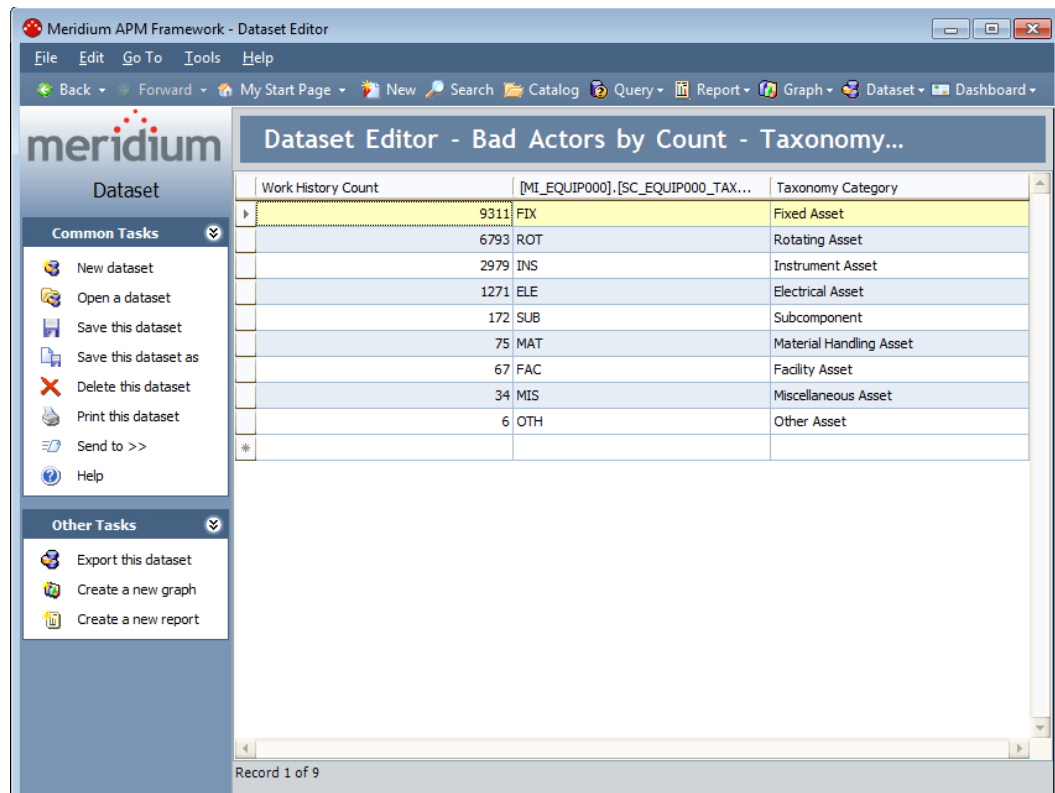 Meridium APM Framework - Dataset Editor
File Edit Go To Tools Help
Back Forward My Start Page New Search Catalog Query Report Graph Dataset Dashboard
meridium
Dataset Editor - Bad Actors by Count - Taxonomy...
Dataset
Work History Count [MI_EQUIP000].[SC_EQUIP000_TAX... Taxonomy Category
9311 FIX Fixed Asset
6793 ROT Rotating Asset
2979 INS Instrument Asset
1271 ELE Electrical Asset
172 SUB Subcomponent
75 MAT Material Handling Asset
67 FAC Facility Asset
34 MIS Miscellaneous Asset
6 OTH Other Asset
Common Tasks
New dataset
Open a dataset
Save this dataset
Save this dataset as
Delete this dataset
Print this dataset
Send to >>
Help
Other Tasks
Export this dataset
Create a new graph
Create a new report
Record 1 of 9